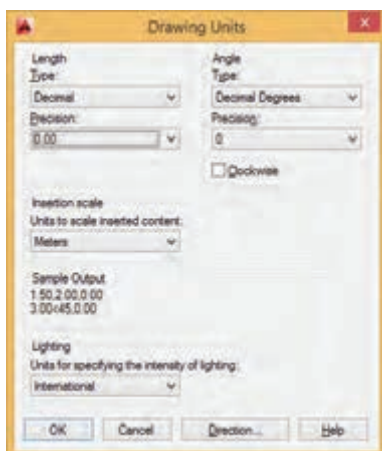 Drawing Units
Length
Type:
Decimal
Precision:
0.00
Angle
Type:
Decimal Degrees
Precision:
0
Clockwise
Insertion scale
Units to scale inserted content:
Meters
Sample Output
1.50,2.00,0.00
3.00<45,0.00
Lighting
Units for specifying the intensity of lighting:
International
OK Cancel Direction... Help